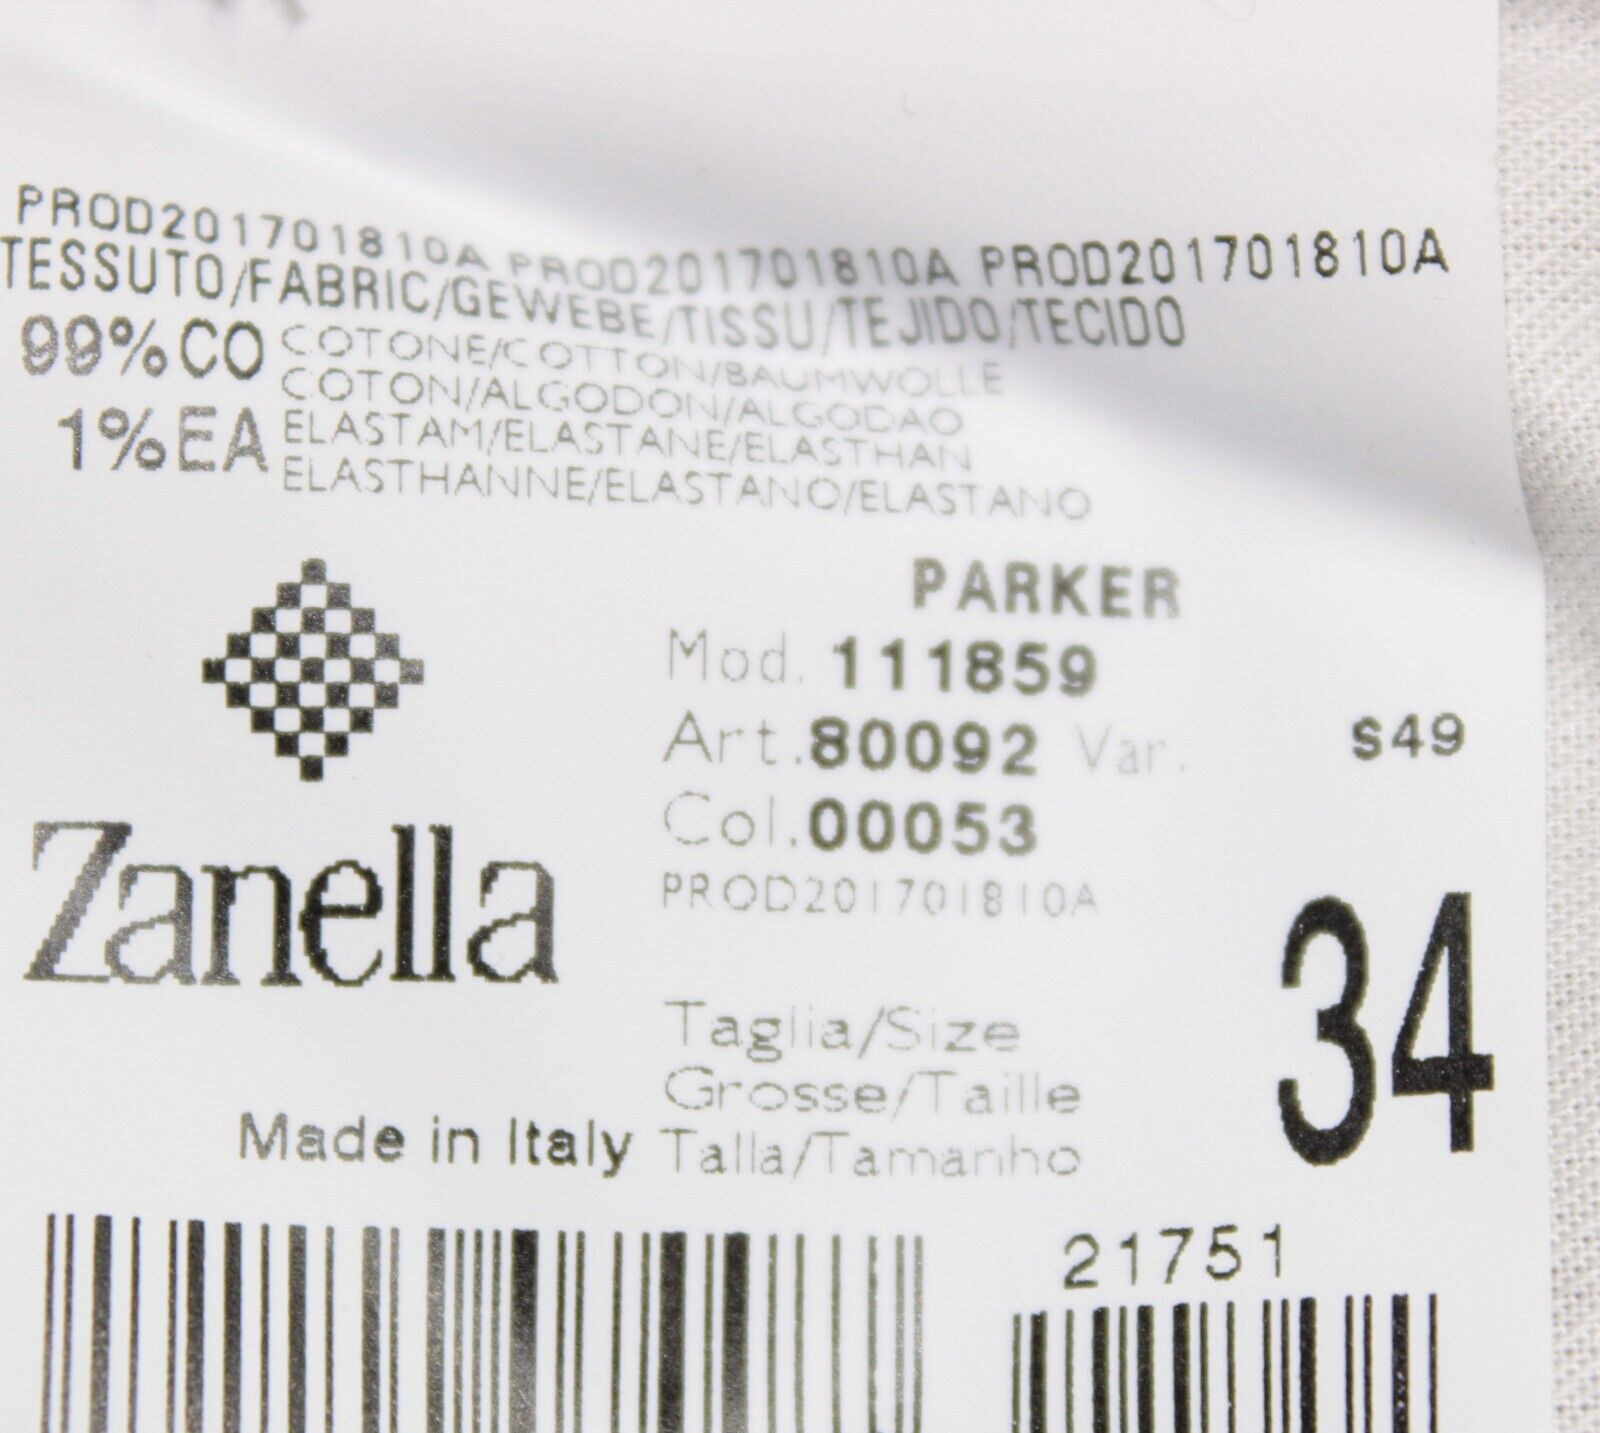 PROD201701810A PROD201701810A PROD201701810A
TESSUTO/FABRIC/GEWEBE/TISSU/TEJIDO/TECIDO
99%CO COTONE/COTTON/BAUMWOLLE
COTON/ALGODON/ALGODAO
1%EA ELASTAM/ELASTANE/ELASTHAN
ELASTHANNE/ELASTANO/ELASTANO
PARKER
Mod. 111859
Art.80092 Var. S49
Col.00053
PROD201701810A
Zanella
34
Taglia/Size
Grosse/Taille
Talla/Tamanho
Made in Italy
21751